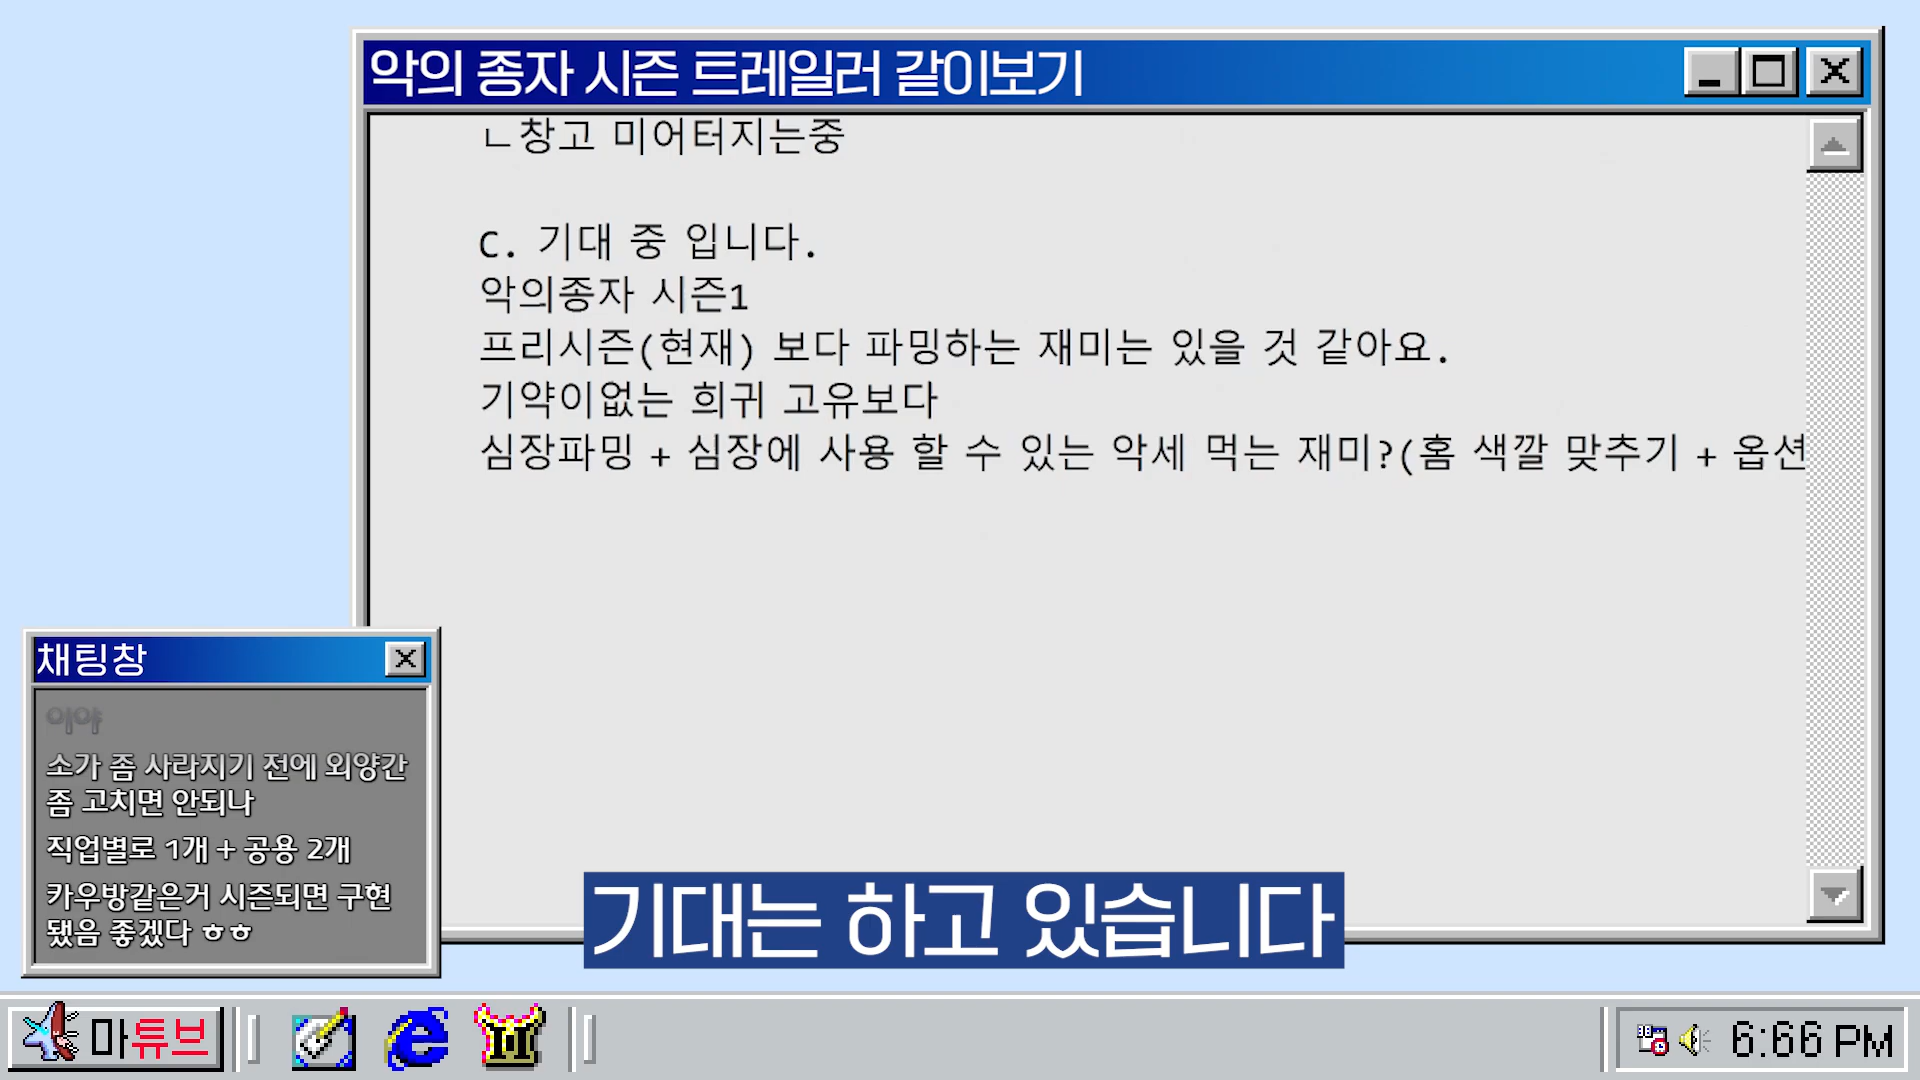 악의 종자 시즌 트레일러 같이보기
ㄴ창고 미어터지는중
C. 기대 중 입니다.
악의종자 시즌1
프리시즌(현재) 보다 파밍하는 재미는 있을 것 같아요.
기약이없는 희귀 고유보다
심장파밍 + 심장에 사용 할 수 있는 악세 먹는 재미?(홈 색깔 맞추기 + 옵션
채팅창
이야
소가 좀 사라지기 전에 외양간
좀 고치면 안되나
직업별로 1개 + 공용 2개
카우방같은거 시즌되면 구현
됐음 좋겠다 ㅎㅎ
기대는 하고 있습니다
마튜브
6:66 PM